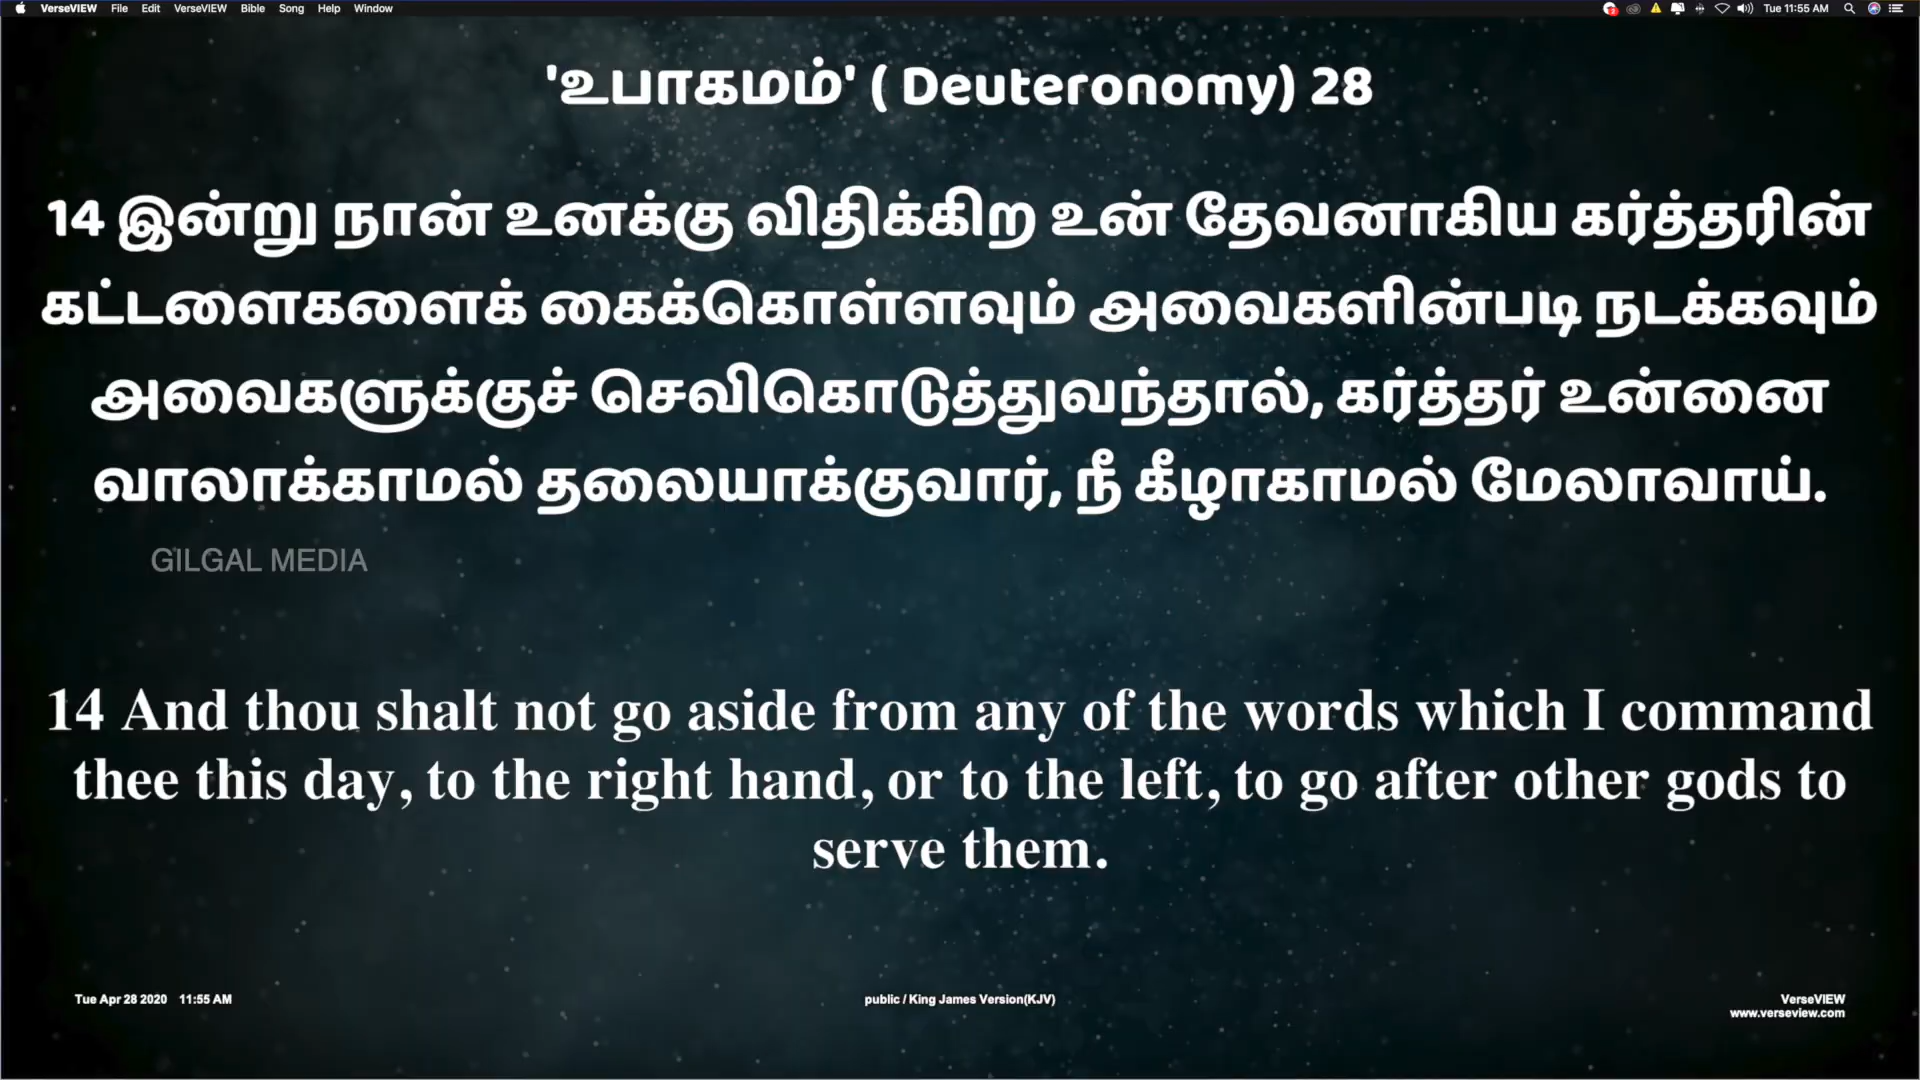 VerseVIEW File Edit VerseVIEW Bible Song Help Window Tue 11:55 AM
'உபாகமம்' ( Deuteronomy) 28
14 இன்று நான் உனக்கு விதிக்கிற உன் தேவனாகிய கர்த்தரின்
கட்டளைகளைக் கைக்கொள்ளவும் அவைகளின்படி நடக்கவும்
அவைகளுக்குச் செவிகொடுத்துவந்தால், கர்த்தர் உன்னை
வாலாக்காமல் தலையாக்குவார், நீ கீழாகாமல் மேலாவாய்.
GILGAL MEDIA
14 And thou shalt not go aside from any of the words which I command
thee this day, to the right hand, or to the left, to go after other gods to
serve them.
Tue Apr 28 2020 11:55 AM public / King James Version(KJV) VerseVIEW
www.verseview.com